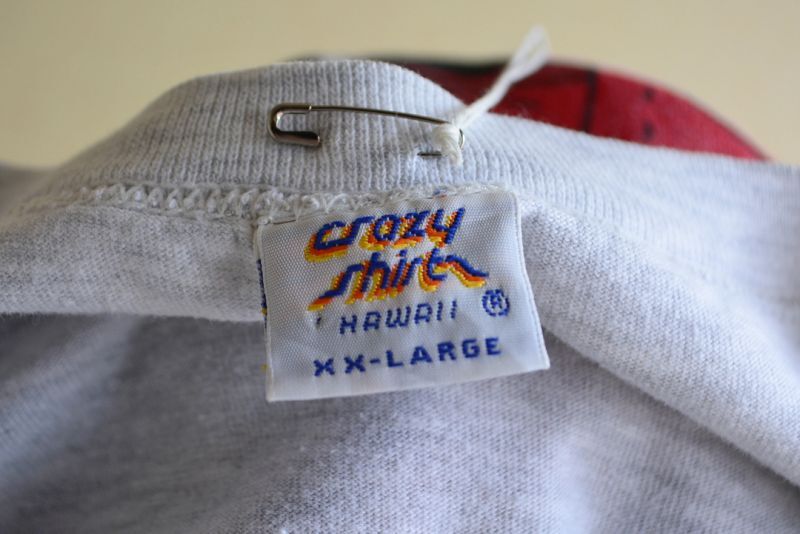 crazy
shirts
HAWAII ®
XX-LARGE